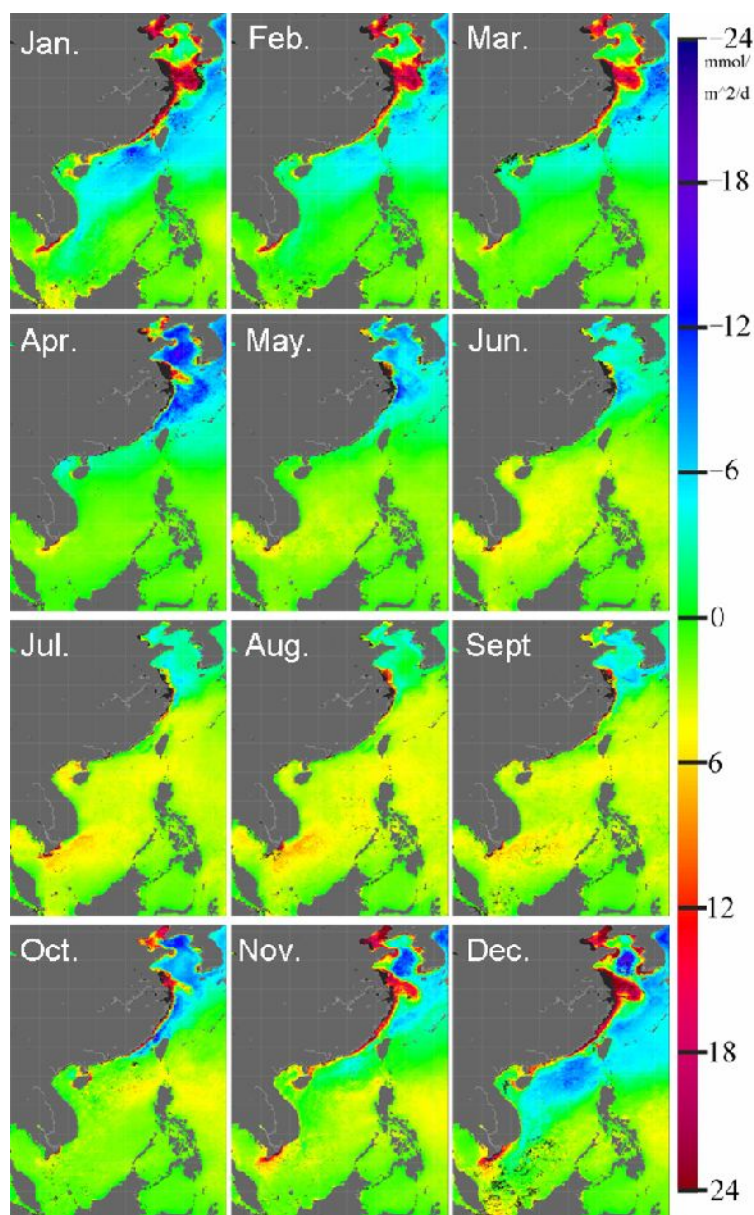 Jan.
Feb.
Mar.
-24
mmol/
m^2/d
-18
-12
Apr.
May.
Jun.
-6
0
Jul.
Aug.
Sept
6
12
Oct.
Nov.
Dec.
18
24